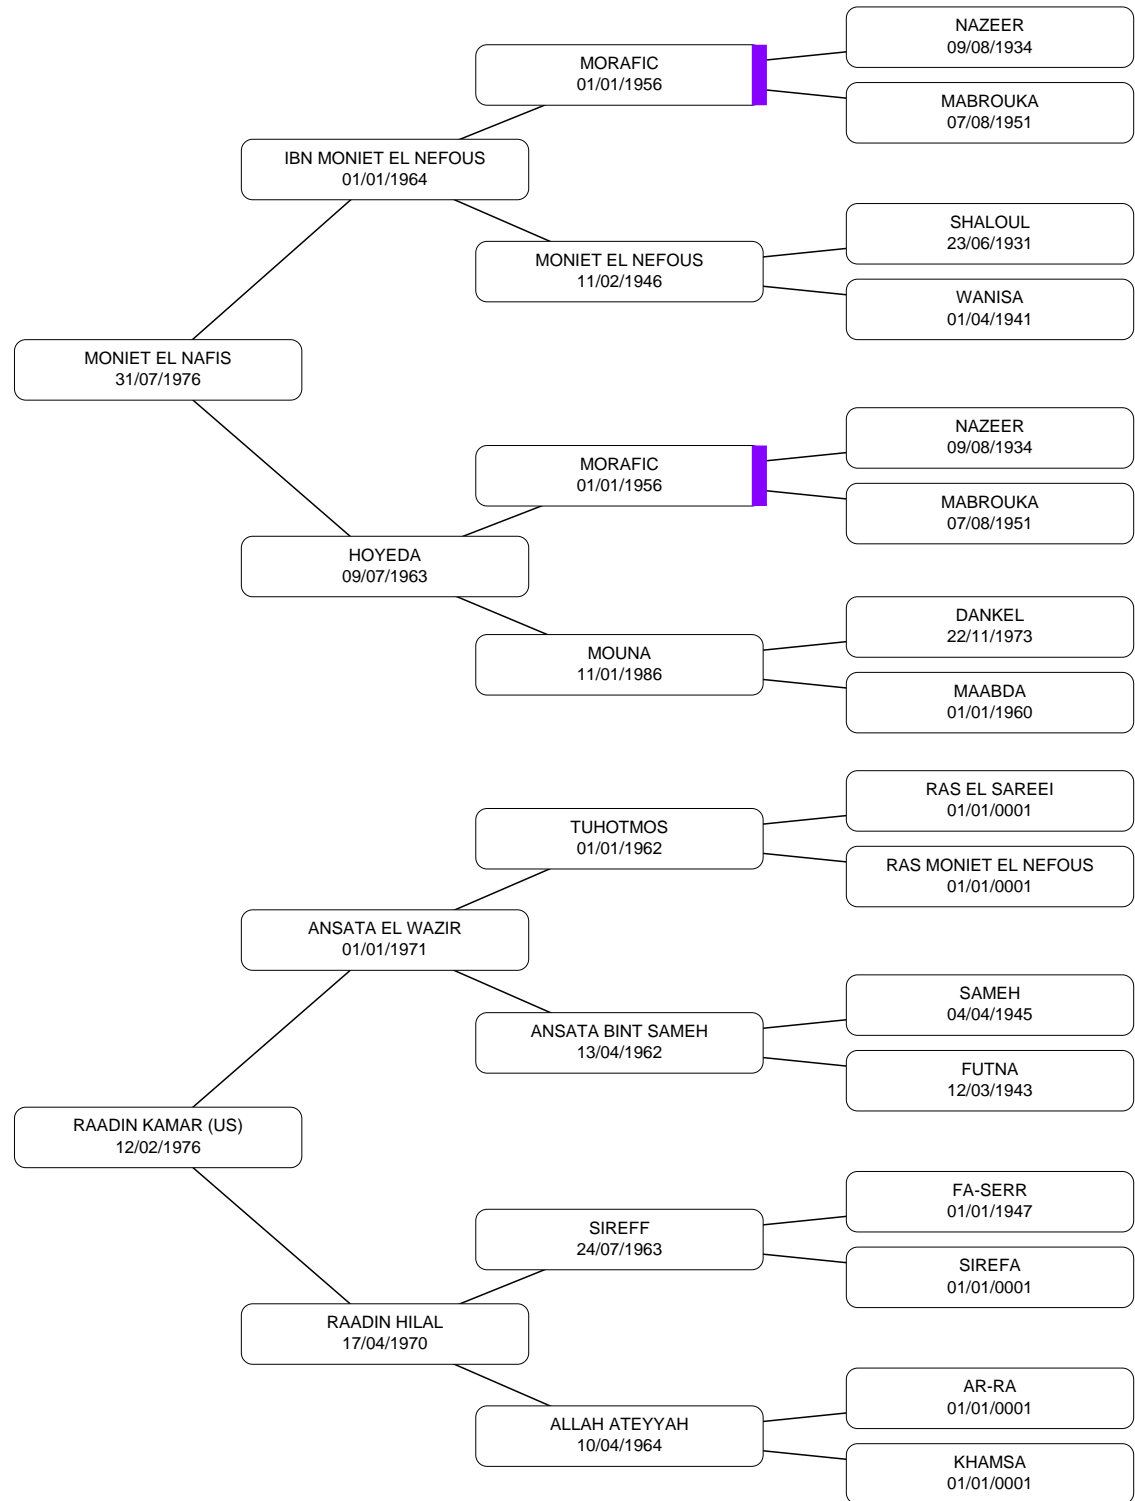 NAZEER
09/08/1934
MORAFIC
01/01/1956
MABROUKA
07/08/1951
IBN MONIET EL NEFOUS
01/01/1964
SHALOUL
23/06/1931
MONIET EL NEFOUS
11/02/1946
WANISA
01/04/1941
MONIET EL NAFIS
31/07/1976
NAZEER
09/08/1934
MORAFIC
01/01/1956
MABROUKA
07/08/1951
HOYEDA
09/07/1963
DANKEL
22/11/1973
MOUNA
11/01/1986
MAABDA
01/01/1960
RAS EL SAREEI
01/01/0001
TUHOTMOS
01/01/1962
RAS MONIET EL NEFOUS
01/01/0001
ANSATA EL WAZIR
01/01/1971
SAMEH
04/04/1945
ANSATA BINT SAMEH
13/04/1962
FUTNA
12/03/1943
RAADIN KAMAR (US)
12/02/1976
FA-SERR
01/01/1947
SIREFF
24/07/1963
SIREFA
01/01/0001
RAADIN HILAL
17/04/1970
AR-RA
01/01/0001
ALLAH ATEYYAH
10/04/1964
KHAMSA
01/01/0001